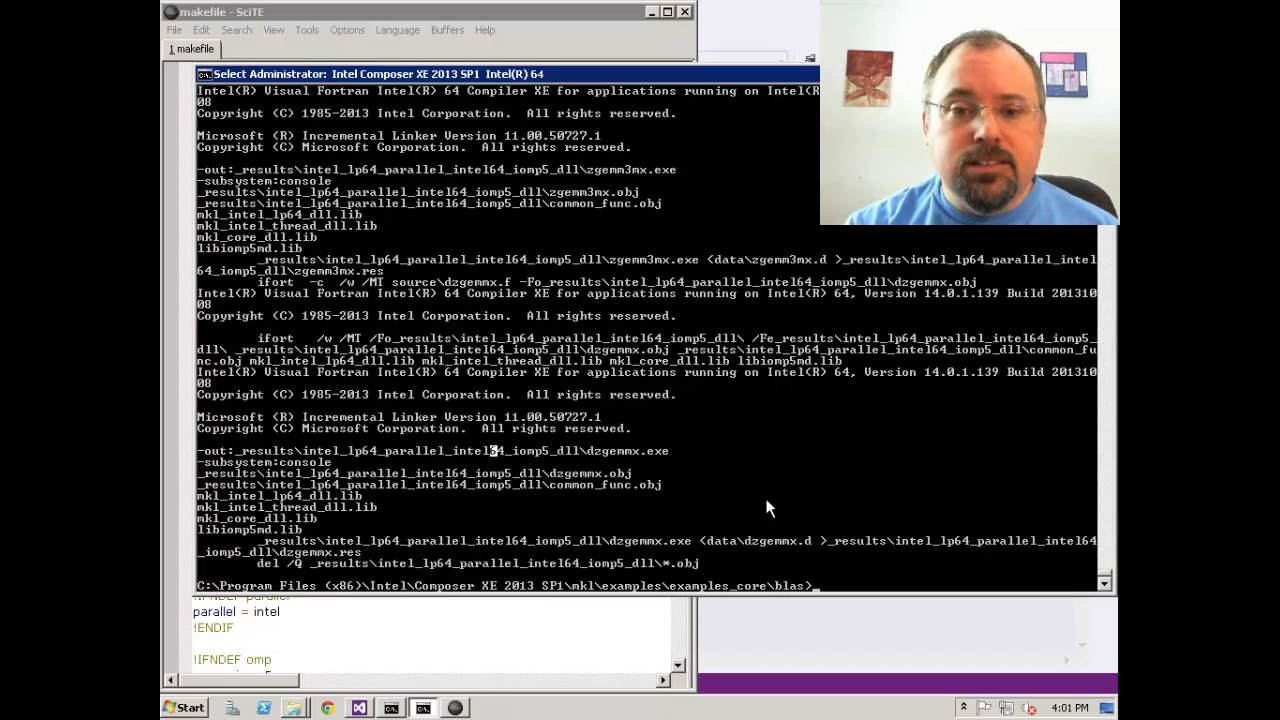 makefile - SciTE
File Edit Search View Tools Options Language Buffers Help
1 makefile
Select Administrator: Intel Composer XE 2013 SP1 Intel(R) 64
Intel(R) Visual Fortran Intel(R) 64 Compiler XE for applications running on Intel(R
08
Copyright (C) 1985-2013 Intel Corporation. All rights reserved.
Microsoft (R) Incremental Linker Version 11.00.50727.1
Copyright (C) Microsoft Corporation. All rights reserved.
-out:_results\intel_lp64_parallel_intel64_iomp5_dll\zgemm3mx.exe
-subsystem:console
_results\intel_lp64_parallel_intel64_iomp5_dll\zgemm3mx.obj
_results\intel_lp64_parallel_intel64_iomp5_dll\common_func.obj
mkl_intel_lp64_dll.lib
mkl_intel_thread_dll.lib
mkl_core_dll.lib
libiomp5md.lib
_results\intel_lp64_parallel_intel64_iomp5_dll\zgemm3mx.exe <data\zgemm3mx.d >_results\intel_lp64_parallel_intel
64_iomp5_dll\zgemm3mx.res
ifort -c /w /MT source\dzgemmx.f -Fo_results\intel_lp64_parallel_intel64_iomp5_dll\dzgemmx.obj
Intel(R) Visual Fortran Intel(R) 64 Compiler XE for applications running on Intel(R) 64, Version 14.0.1.139 Build 201310
08
Copyright (C) 1985-2013 Intel Corporation. All rights reserved.
ifort /w /MT /Fo_results\intel_lp64_parallel_intel64_iomp5_dll\ /Fe_results\intel_lp64_parallel_intel64_iomp5_
dll\ _results\intel_lp64_parallel_intel64_iomp5_dll\dzgemmx.obj _results\intel_lp64_parallel_intel64_iomp5_dll\common_fu
nc.obj mkl_intel_lp64_dll.lib mkl_intel_thread_dll.lib mkl_core_dll.lib libiomp5md.lib
Intel(R) Visual Fortran Intel(R) 64 Compiler XE for applications running on Intel(R) 64, Version 14.0.1.139 Build 201310
08
Copyright (C) 1985-2013 Intel Corporation. All rights reserved.
Microsoft (R) Incremental Linker Version 11.00.50727.1
Copyright (C) Microsoft Corporation. All rights reserved.
-out:_results\intel_lp64_parallel_intel64_iomp5_dll\dzgemmx.exe
-subsystem:console
_results\intel_lp64_parallel_intel64_iomp5_dll\dzgemmx.obj
_results\intel_lp64_parallel_intel64_iomp5_dll\common_func.obj
mkl_intel_lp64_dll.lib
mkl_intel_thread_dll.lib
mkl_core_dll.lib
libiomp5md.lib
_results\intel_lp64_parallel_intel64_iomp5_dll\dzgemmx.exe <data\dzgemmx.d >_results\intel_lp64_parallel_intel64
_iomp5_dll\dzgemmx.res
del /Q _results\intel_lp64_parallel_intel64_iomp5_dll\*.obj
C:\Program Files (x86)\Intel\Composer XE 2013 SP1\mkl\examples\examples_core\blas>_
!IFNDEF parallel
parallel = intel
!ENDIF
!IFNDEF omp
Start
4:01 PM